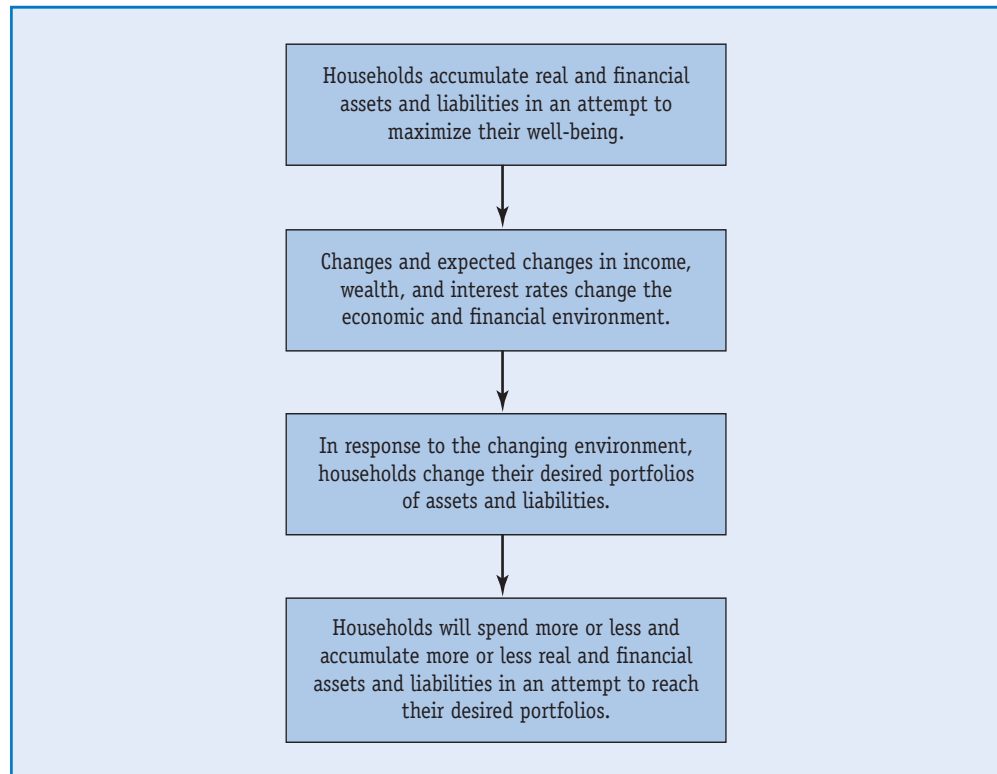 Households accumulate real and financial
assets and liabilities in an attempt to
maximize their well-being.
Changes and expected changes in income,
wealth, and interest rates change the
economic and financial environment.
In response to the changing environment,
households change their desired portfolios
of assets and liabilities.
Households will spend more or less and
accumulate more or less real and financial
assets and liabilities in an attempt to reach
their desired portfolios.